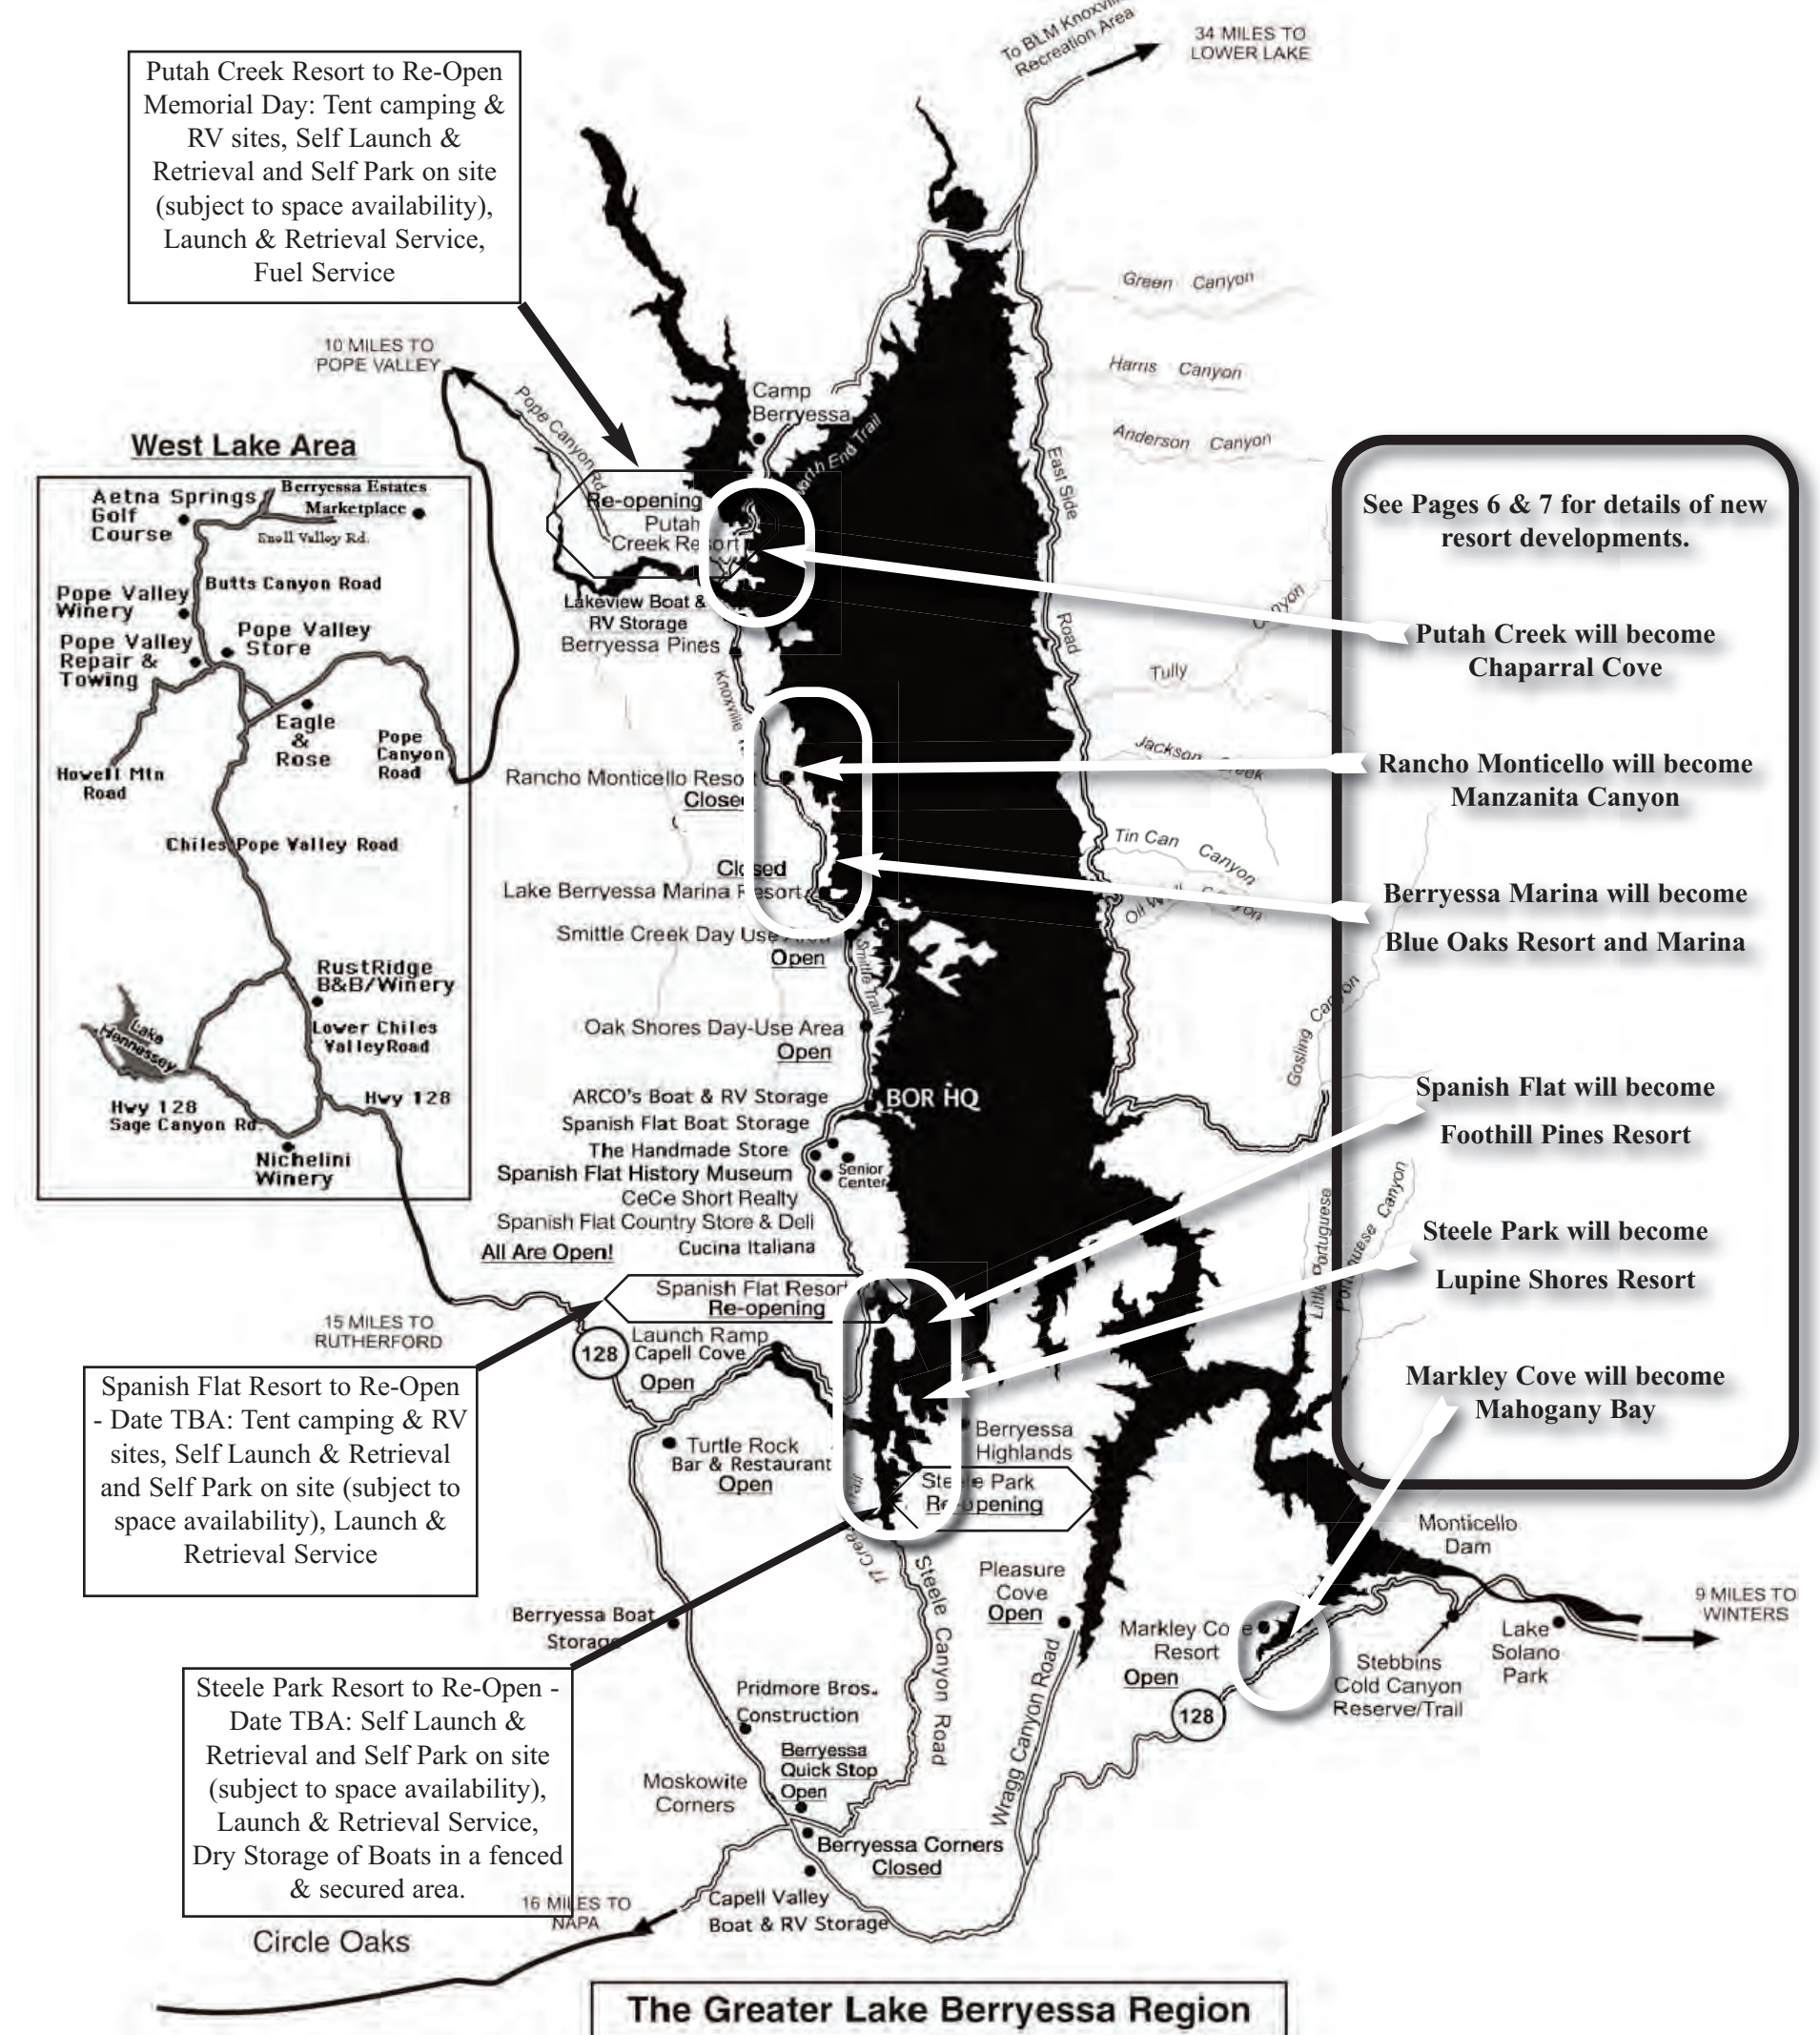 To BLM Knoxville
Recreation Area
34 MILES TO
LOWER LAKE
Putah Creek Resort to Re-Open
Memorial Day: Tent camping &
RV sites, Self Launch &
Retrieval and Self Park on site
(subject to space availability),
Launch & Retrieval Service,
Fuel Service
10 MILES TO
POPE VALLEY
Pope Canyon Rd.
Camp
Berryessa
North End Trail
Green Canyon
Harris Canyon
Anderson Canyon
East Side
Road
Canyon
Tully
Jackson Creek
Tin Can Canyon
Canyon
Gosling Canyon
Little Portuguese
Portuguese Canyon
West Lake Area
Aetna Springs
Golf
Course
Berryessa Estates
Marketplace
Snell Valley Rd.
Butts Canyon Road
Pope Valley
Winery
Pope Valley
Store
Pope Valley
Repair &
Towing
Eagle
&
Rose
Pope
Canyon
Road
Howell Mtn
Road
Chiles Pope Valley Road
RustRidge
B&B/Winery
Lower Chiles
Valley Road
Lake
Hennessey
Hwy 128
Sage Canyon Rd.
Hwy 128
Nichelini
Winery
Re-opening
Putah
Creek Resort
Lakeview Boat &
RV Storage
Berryessa Pines
Knoxville
Rancho Monticello Resort
Closed
Closed
Lake Berryessa Marina Resort
Smittle Creek Day Use Area
Open
Smittle Trail
Oak Shores Day-Use Area
Open
ARCO's Boat & RV Storage
BOR HQ
Spanish Flat Boat Storage
The Handmade Store
Spanish Flat History Museum
Senior
Center
CeCe Short Realty
Spanish Flat Country Store & Deli
All Are Open!
Cucina Italiana
Spanish Flat Resort
Re-opening
15 MILES TO
RUTHERFORD
128
Launch Ramp
Capell Cove
Open
Turtle Rock
Bar & Restaurant
Open
Berryessa
Highlands
Steele Park
Re-opening
Steele Canyon Road
Pleasure
Cove
Open
Wragg Canyon Road
Markley Cove
Resort
Open
128
Monticello
Dam
Stebbins
Cold Canyon
Reserve/Trail
Lake
Solano
Park
9 MILES TO
WINTERS
See Pages 6 & 7 for details of new
resort developments.
Putah Creek will become
Chaparral Cove
Rancho Monticello will become
Manzanita Canyon
Berryessa Marina will become
Blue Oaks Resort and Marina
Spanish Flat will become
Foothill Pines Resort
Steele Park will become
Lupine Shores Resort
Markley Cove will become
Mahogany Bay
Spanish Flat Resort to Re-Open
- Date TBA: Tent camping & RV
sites, Self Launch & Retrieval
and Self Park on site (subject to
space availability), Launch &
Retrieval Service
Berryessa Boat
Storage
Steele Park Resort to Re-Open -
Date TBA: Self Launch &
Retrieval and Self Park on site
(subject to space availability),
Launch & Retrieval Service,
Dry Storage of Boats in a fenced
& secured area.
Pridmore Bros.
Construction
Berryessa
Quick Stop
Open
Moskowite
Corners
Berryessa Corners
Closed
Capell Valley
Boat & RV Storage
16 MILES TO
NAPA
Circle Oaks
The Greater Lake Berryessa Region